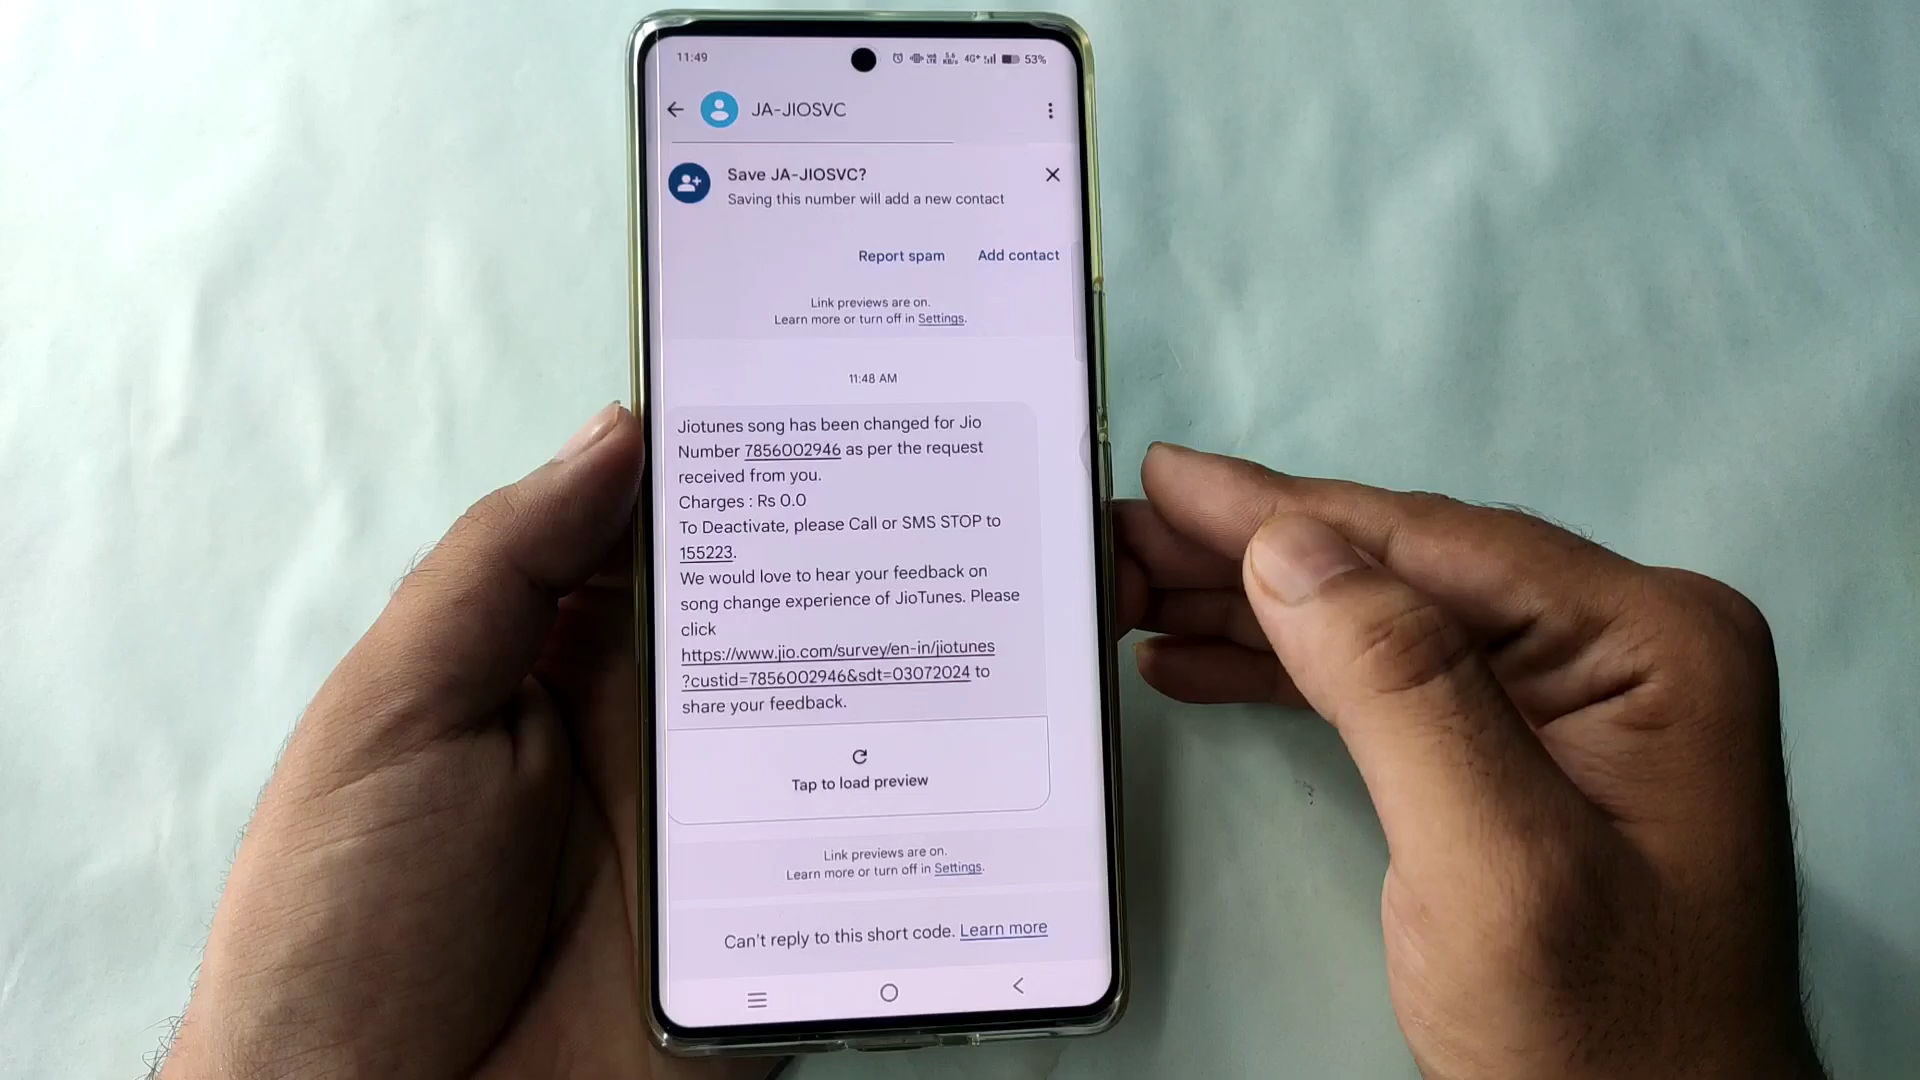 11:49
4G+ 53%
JA-JIOSVC
Save JA-JIOSVC?
Saving this number will add a new contact
Report spam Add contact
Link previews are on.
Learn more or turn off in Settings.
11:48 AM
Jiotunes song has been changed for Jio
Number 7856002946 as per the request
received from you.
Charges : Rs 0.0
To Deactivate, please Call or SMS STOP to
155223.
We would love to hear your feedback on
song change experience of JioTunes. Please
click
https://www.jio.com/survey/en-in/jiotunes
?custid=7856002946&sdt=03072024 to
share your feedback.
Tap to load preview
Link previews are on.
Learn more or turn off in Settings.
Can't reply to this short code. Learn more